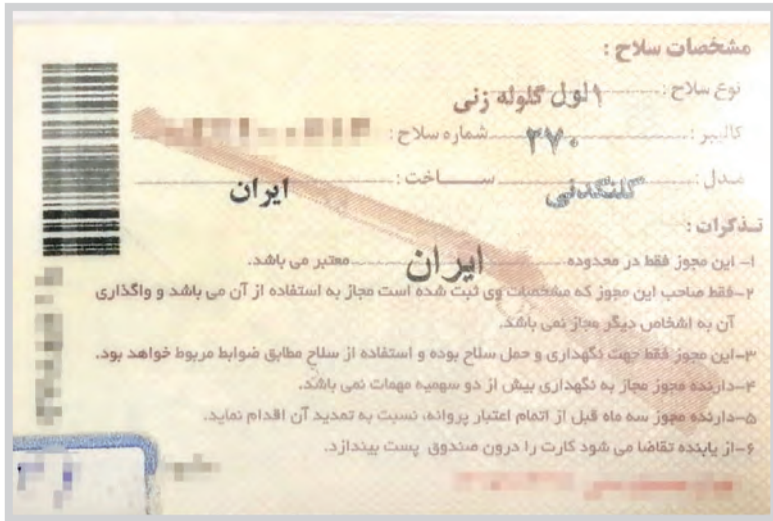 مشخصات سلاح :
نوع سلاح : ۱ لول گلوله زنی
کالیبر : ۲۷۰ شماره سلاح :
مدل : گلنگدنی ساخت : ایران
تذکرات :
۱- این مجوز فقط در محدوده ایران معتبر می باشد.
۲-فقط صاحب این مجوز که مشخصات وی ثبت شده است مجاز به استفاده از آن می باشد و واگذاری
آن به اشخاص دیگر مجاز نمی باشد.
۳-این مجوز فقط جهت نگهداری و حمل سلاح بوده و استفاده از سلاح مطابق ضوابط مربوط خواهد بود.
۴-دارنده مجوز مجاز به نگهداری بیش از دو سهمیه مهمات نمی باشد.
۵-دارنده مجوز سه ماه قبل از اتمام اعتبار پروانه، نسبت به تمدید آن اقدام نماید.
۶-از یابنده تقاضا می شود کارت را درون صندوق پست بیندازد.